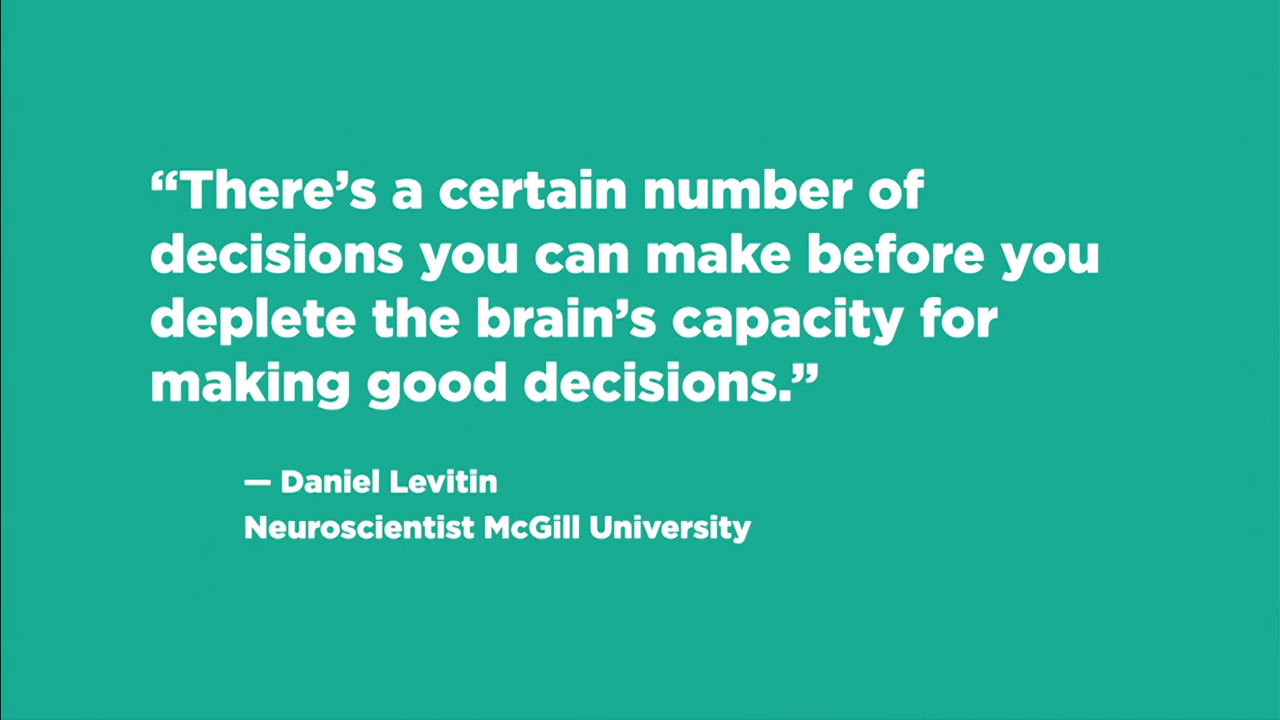 “There’s a certain number of
decisions you can make before you
deplete the brain’s capacity for
making good decisions.”
— Daniel Levitin
Neuroscientist McGill University